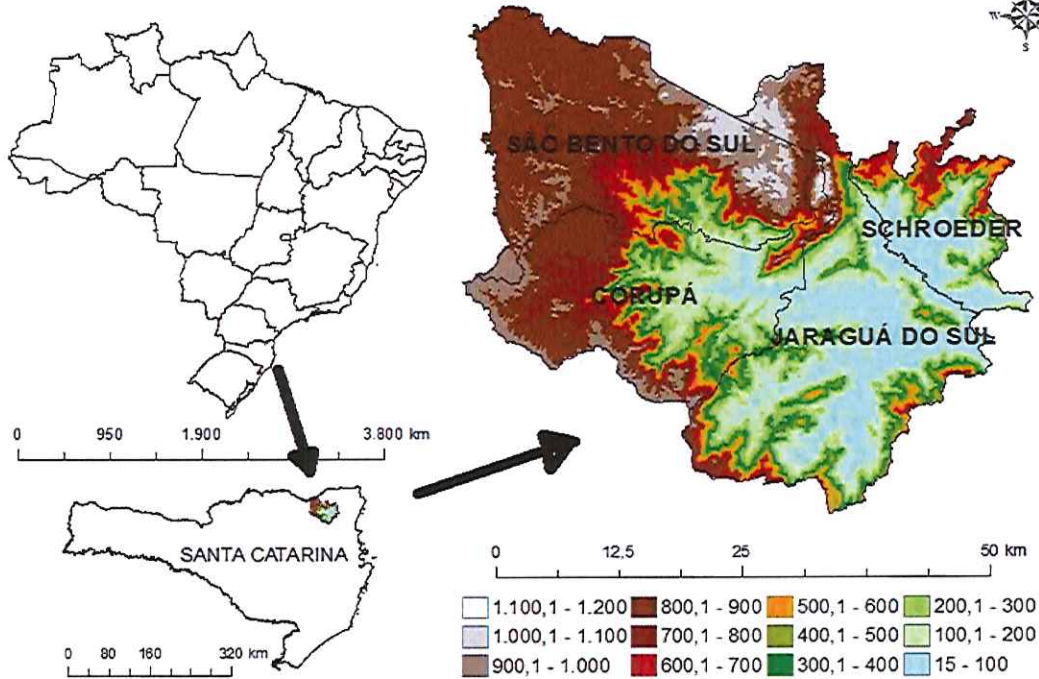 W
S
SÃO BENTO DO SUL
SCHROEDER
CORUPÁ
JARAGUÁ DO SUL
0 950 1.900 3.800 km
SANTA CATARINA
0 80 160 320 km
0 12,5 25 50 km
1.100,1 - 1.200 800,1 - 900 500,1 - 600 200,1 - 300
1.000,1 - 1.100 700,1 - 800 400,1 - 500 100,1 - 200
900,1 - 1.000 600,1 - 700 300,1 - 400 15 - 100